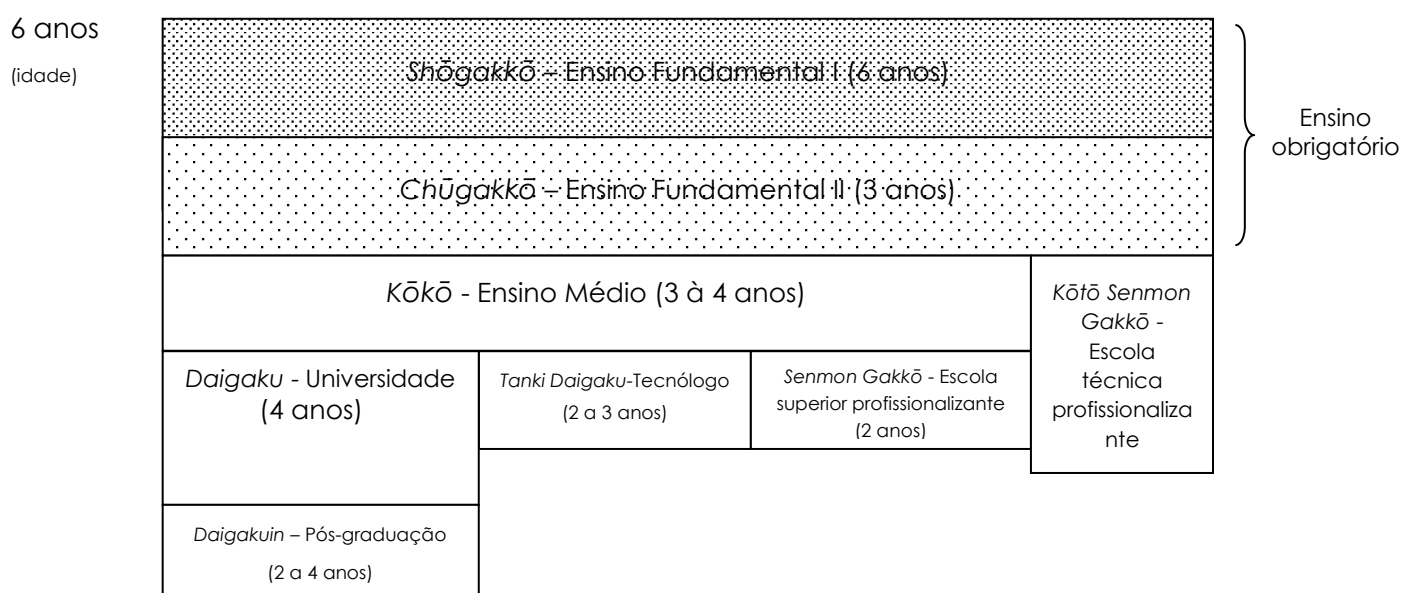 6 anos
(idade)
Shōgakkō – Ensino Fundamental I (6 anos)
Ensino
obrigatório
Chūgakkō – Ensino Fundamental II (3 anos)
Kōkō - Ensino Médio (3 à 4 anos)
Kōtō Senmon
Gakkō -
Escola
técnica
profissionaliza
nte
Daigaku - Universidade
(4 anos)
Tanki Daigaku-Tecnólogo
(2 a 3 anos)
Senmon Gakkō - Escola
superior profissionalizante
(2 anos)
Daigakuin – Pós-graduação
(2 a 4 anos)